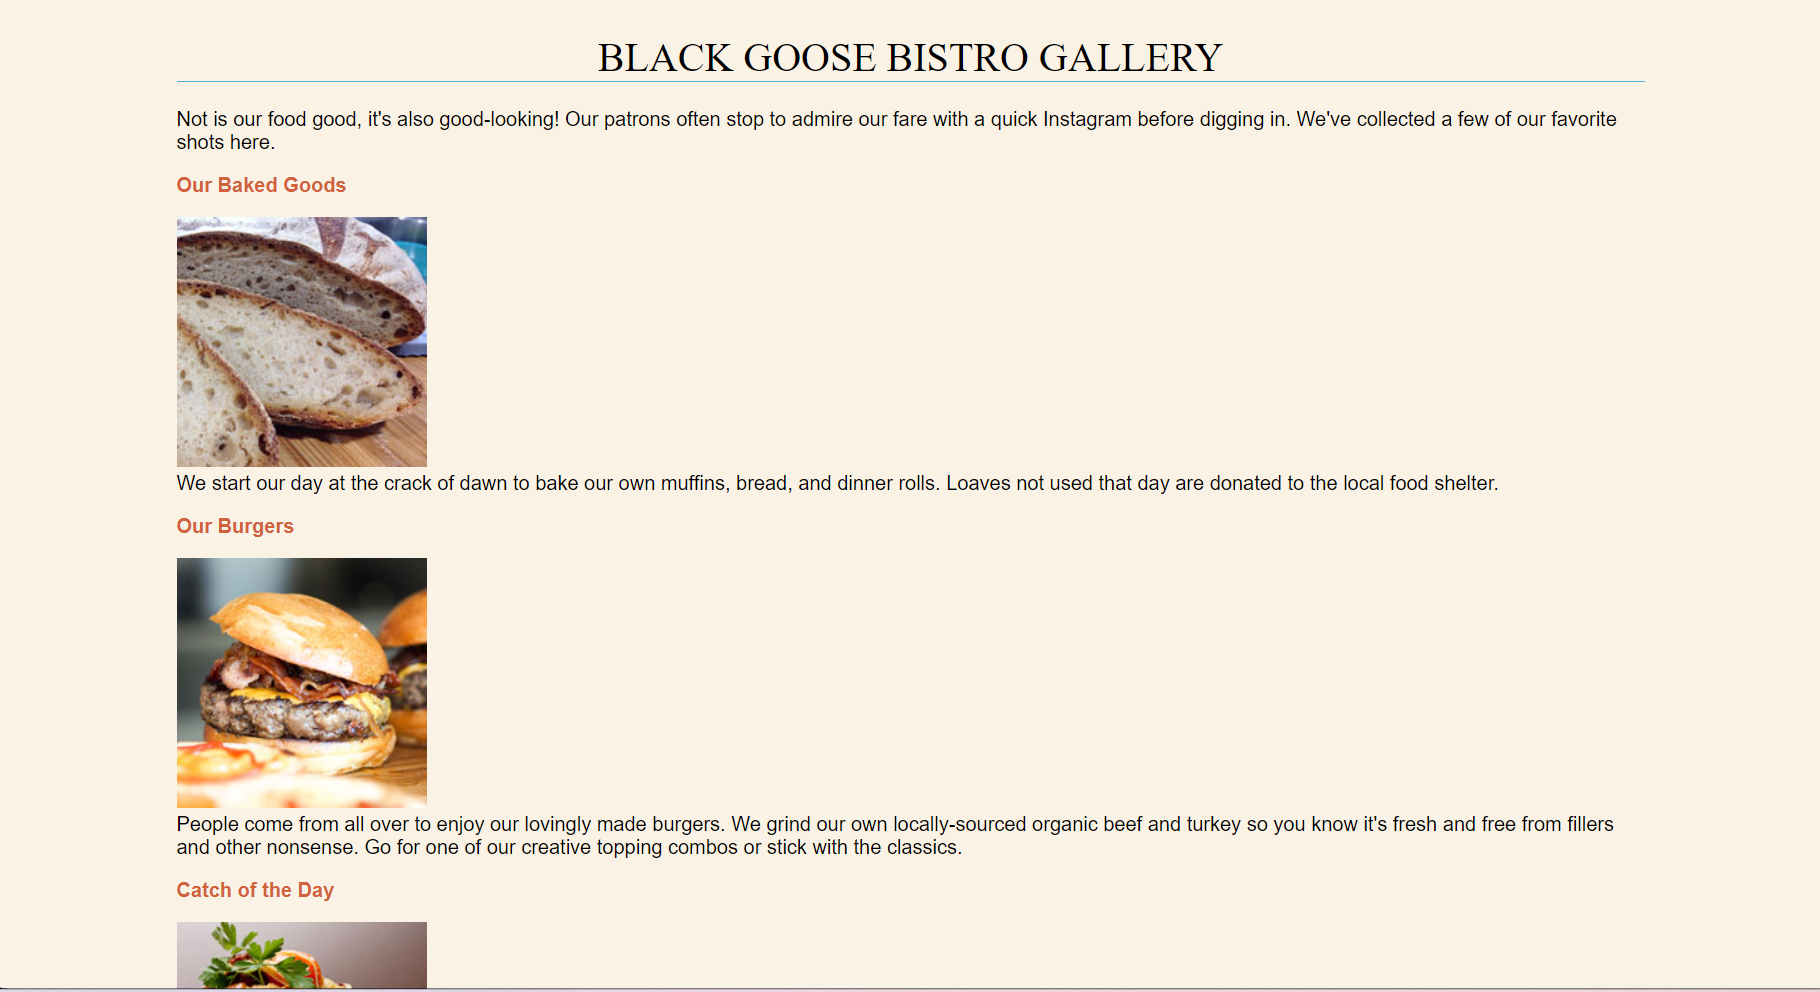 BLACK GOOSE BISTRO GALLERY
Not is our food good, it's also good-looking! Our patrons often stop to admire our fare with a quick Instagram before digging in. We've collected a few of our favorite
shots here.
Our Baked Goods
We start our day at the crack of dawn to bake our own muffins, bread, and dinner rolls. Loaves not used that day are donated to the local food shelter.
Our Burgers
People come from all over to enjoy our lovingly made burgers. We grind our own locally-sourced organic beef and turkey so you know it's fresh and free from fillers
and other nonsense. Go for one of our creative topping combos or stick with the classics.
Catch of the Day